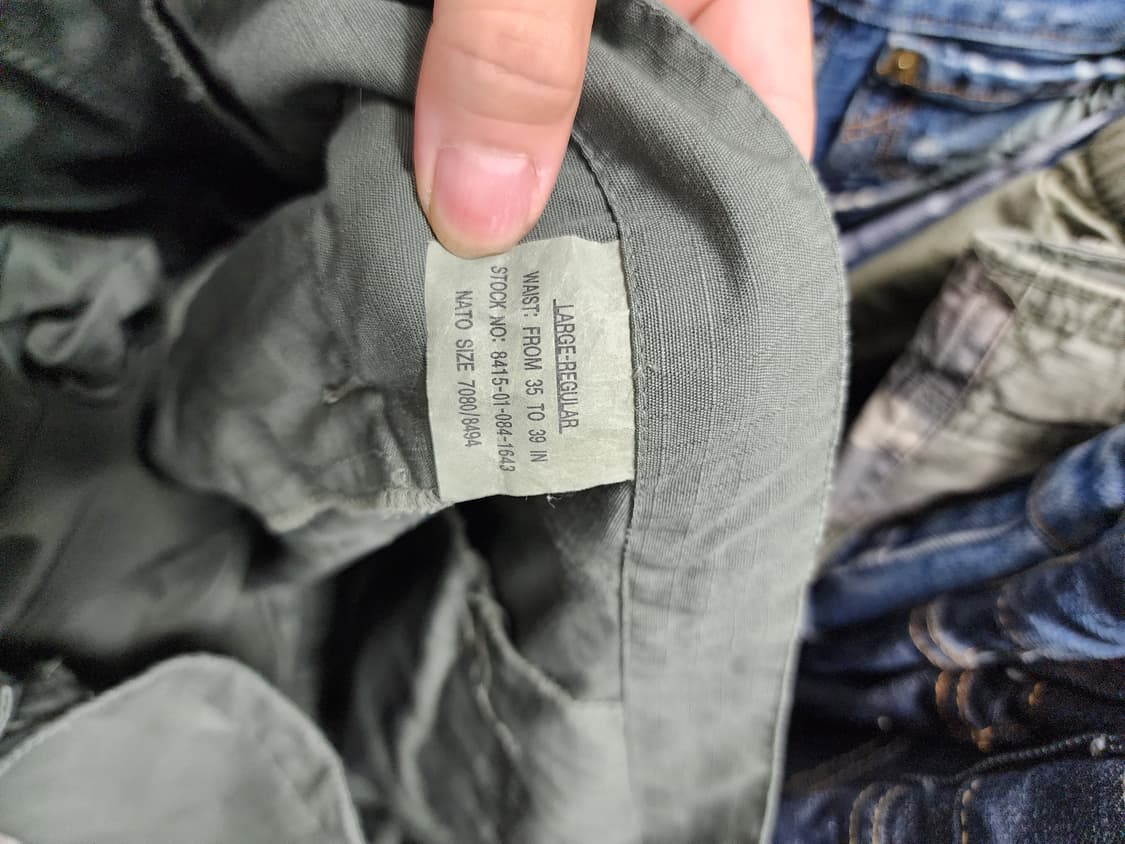 LARGE-REGULAR
WAIST: FROM 35 TO 39 IN
STOCK NO: 8415-01-084-1643
NATO SIZE 7080/8494